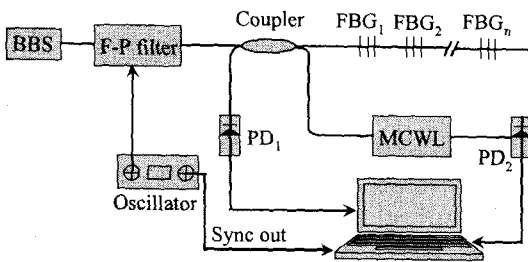 BBS
F-P filter
Coupler
FBG1 FBG2 FBGn
PD1
MCWL
PD2
Oscillator
Sync out